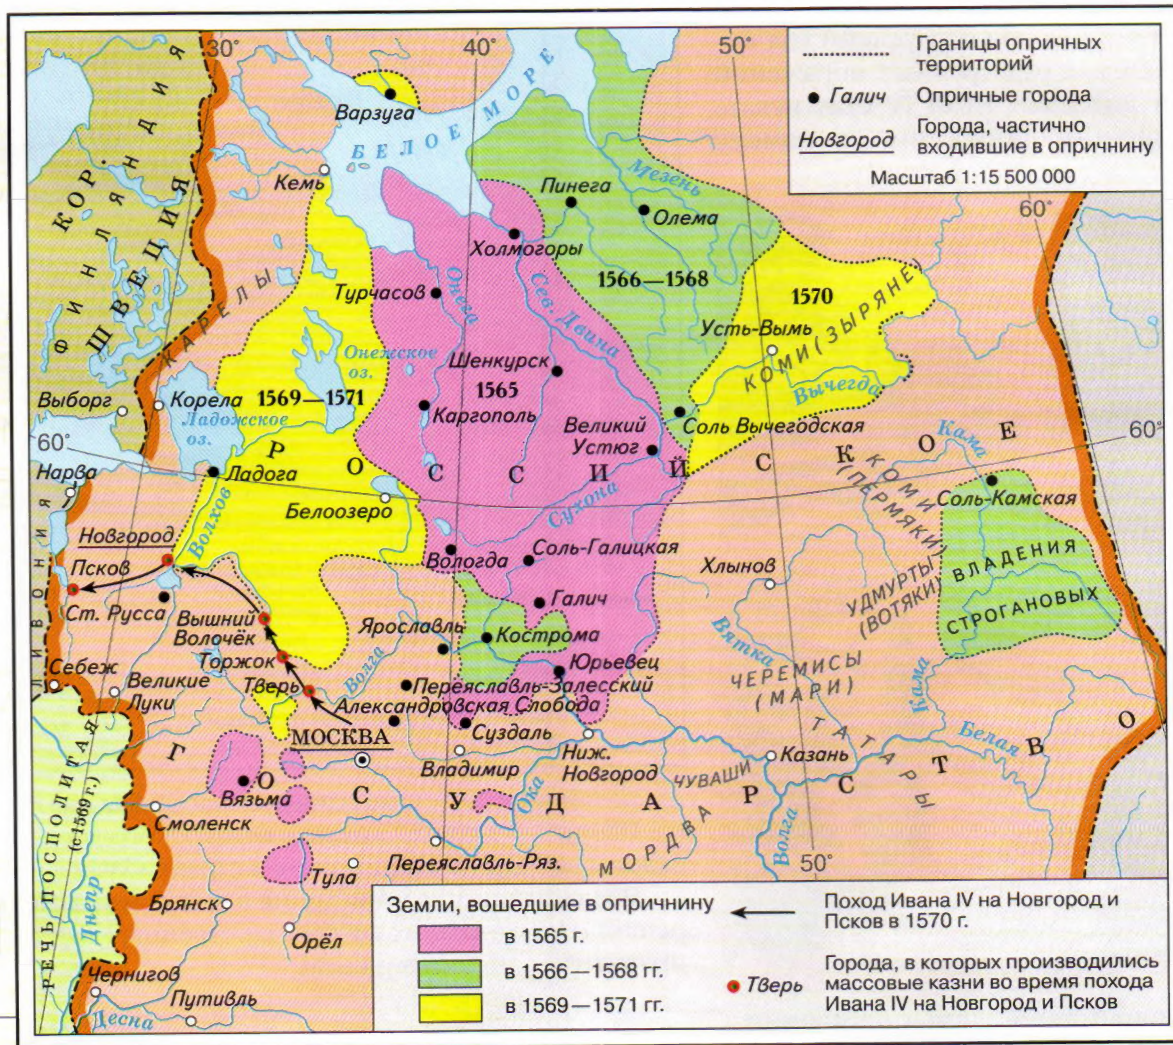 30°
40°
50°
Границы опричных
территорий
Галич
Опричные города
Новгород
Города, частично
входившие в опричнину
Масштаб 1:15 500 000
Варзуга
БЕЛОЕ МОРЕ
КОР.
ФИНЛЯНДИЯ
ШВЕЦИЯ
Кемь
Пинега
Мезень
Олема
60°
Холмогоры
КАРЕЛЫ
Турчасов
Онега
1566—1568
1570
Сев. Двина
Усть-Вымь
КОМИ (ЗЫРЯНЕ)
Онежское
оз.
Шенкурск
1565
1569—1571
Каргополь
Вычегда
Выборг
Корела
Ладожское
оз.
Великий
Устюг
Соль Вычегодская
Кама
60°
60°
РОССИЙСКОЕ
Нарва
Ладога
КОМИ
(ПЕРМЯКИ)
Соль-Камская
Белоозеро
Сухона
Волхов
Новгород
Вологда
Соль-Галицкая
Псков
Хлынов
ВЛАДЕНИЯ
СТРОГАНОВЫХ
УДМУРТЫ
(ВОТЯКИ)
Ст. Русса
Галич
ЛИВОНИЯ
Вышний
Волочёк
Ярославль
Кострома
Торжок
Вятка
Себеж
Юрьевец
Великие
Луки
Тверь
Волга
Переяславль-Залесский
ЧЕРЕМИСЫ
(МАРИ)
Кама
Александровская Слобода
Суздаль
ТАТАРЫ
МОСКВА
Белая
Владимир
Ниж.
Новгород
Казань
ГОСУДАРСТВО
ЧУВАШИ
Вязьма
Ока
Смоленск
РЕЧЬ ПОСПОЛИТАЯ
(с 1569 г.)
МОРДВА
Волга
50°
Переяславль-Ряз.
Тула
Днепр
Брянск
Орёл
Чернигов
Путивль
Десна
Земли, вошедшие в опричнину
в 1565 г.
в 1566—1568 гг.
в 1569—1571 гг.
Поход Ивана IV на Новгород и
Псков в 1570 г.
Тверь
Города, в которых производились
массовые казни во время похода
Ивана IV на Новгород и Псков